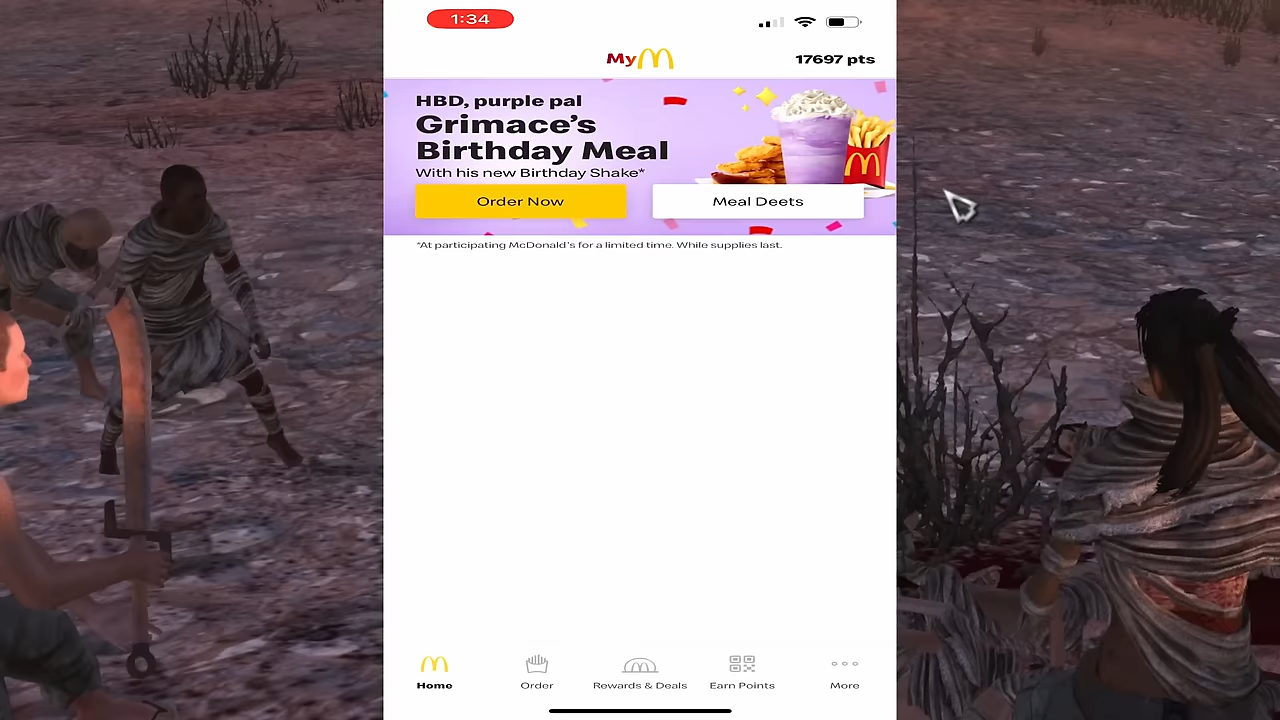 1:34
My
17697 pts
HBD, purple pal
Grimace's
Birthday Meal
With his new Birthday Shake*
Order Now
Meal Deets
*At participating McDonald's for a limited time. While supplies last.
Home
Order
Rewards & Deals
Earn Points
More